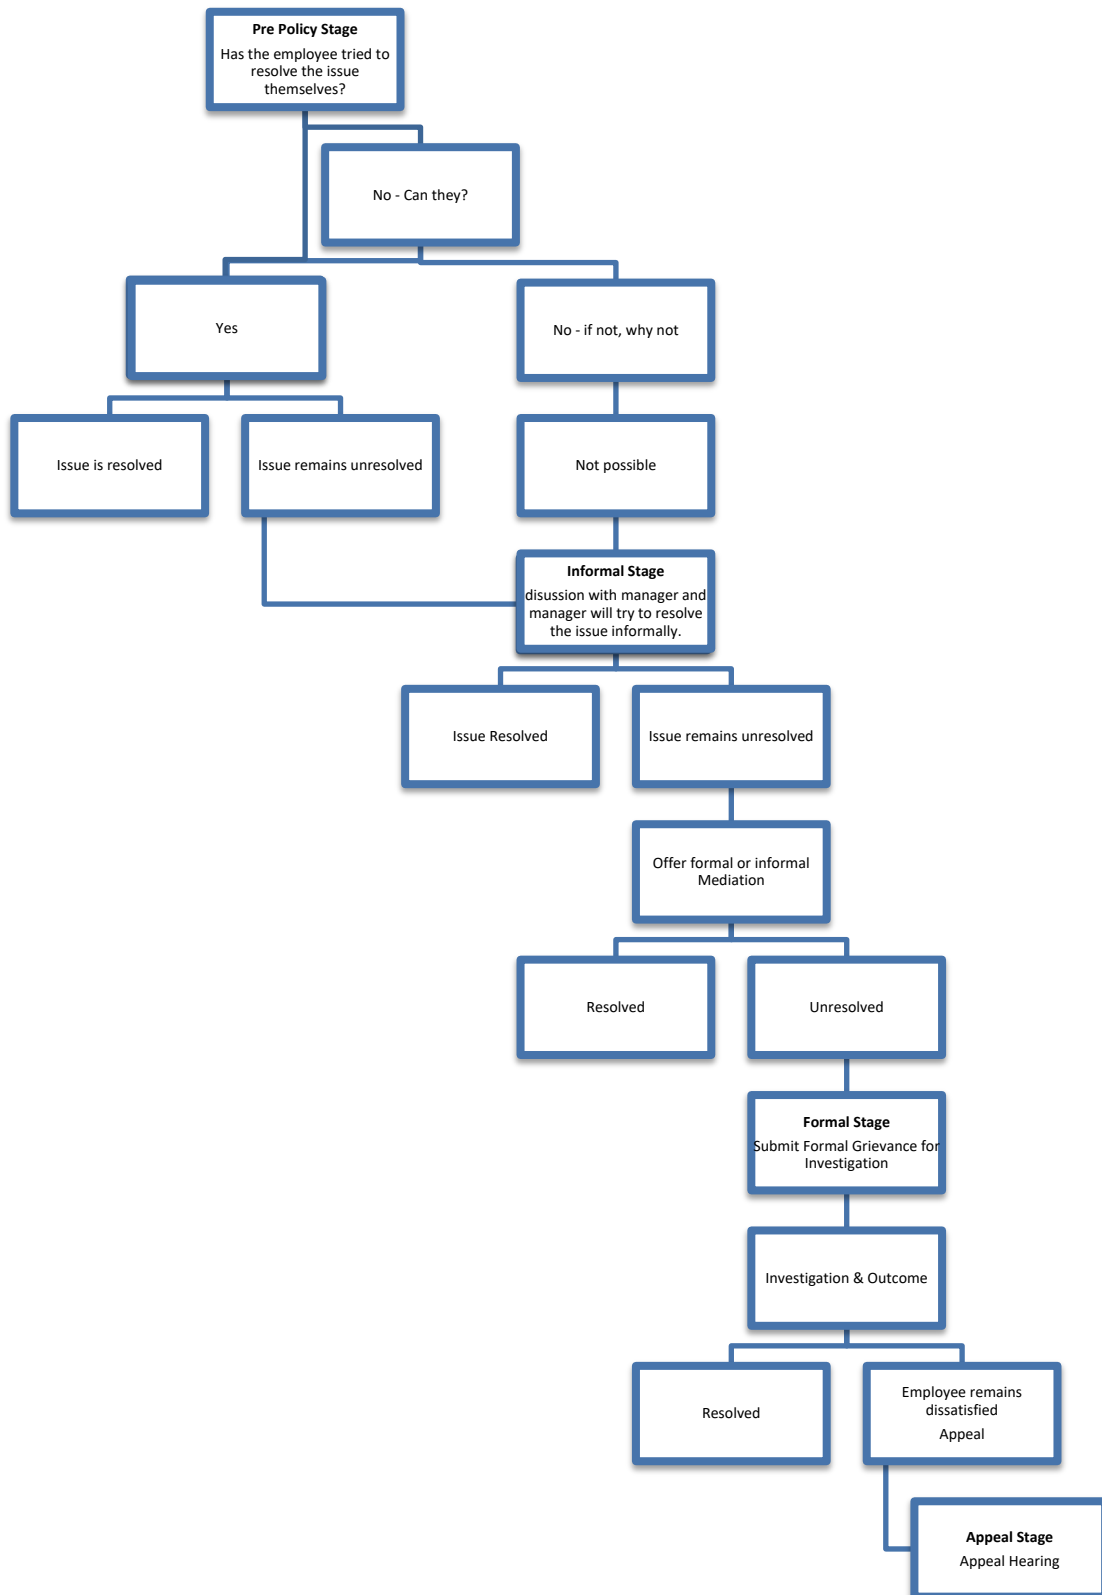 Pre Policy Stage
Has the employee tried to
resolve the issue
themselves?
No - Can they?
Yes
No - if not, why not
Issue is resolved
Issue remains unresolved
Not possible
Informal Stage
disussion with manager and
manager will try to resolve
the issue informally.
Issue Resolved
Issue remains unresolved
Offer formal or informal
Mediation
Resolved
Unresolved
Formal Stage
Submit Formal Grievance for
Investigation
Investigation & Outcome
Resolved
Employee remains
dissatisfied
Appeal
Appeal Stage
Appeal Hearing